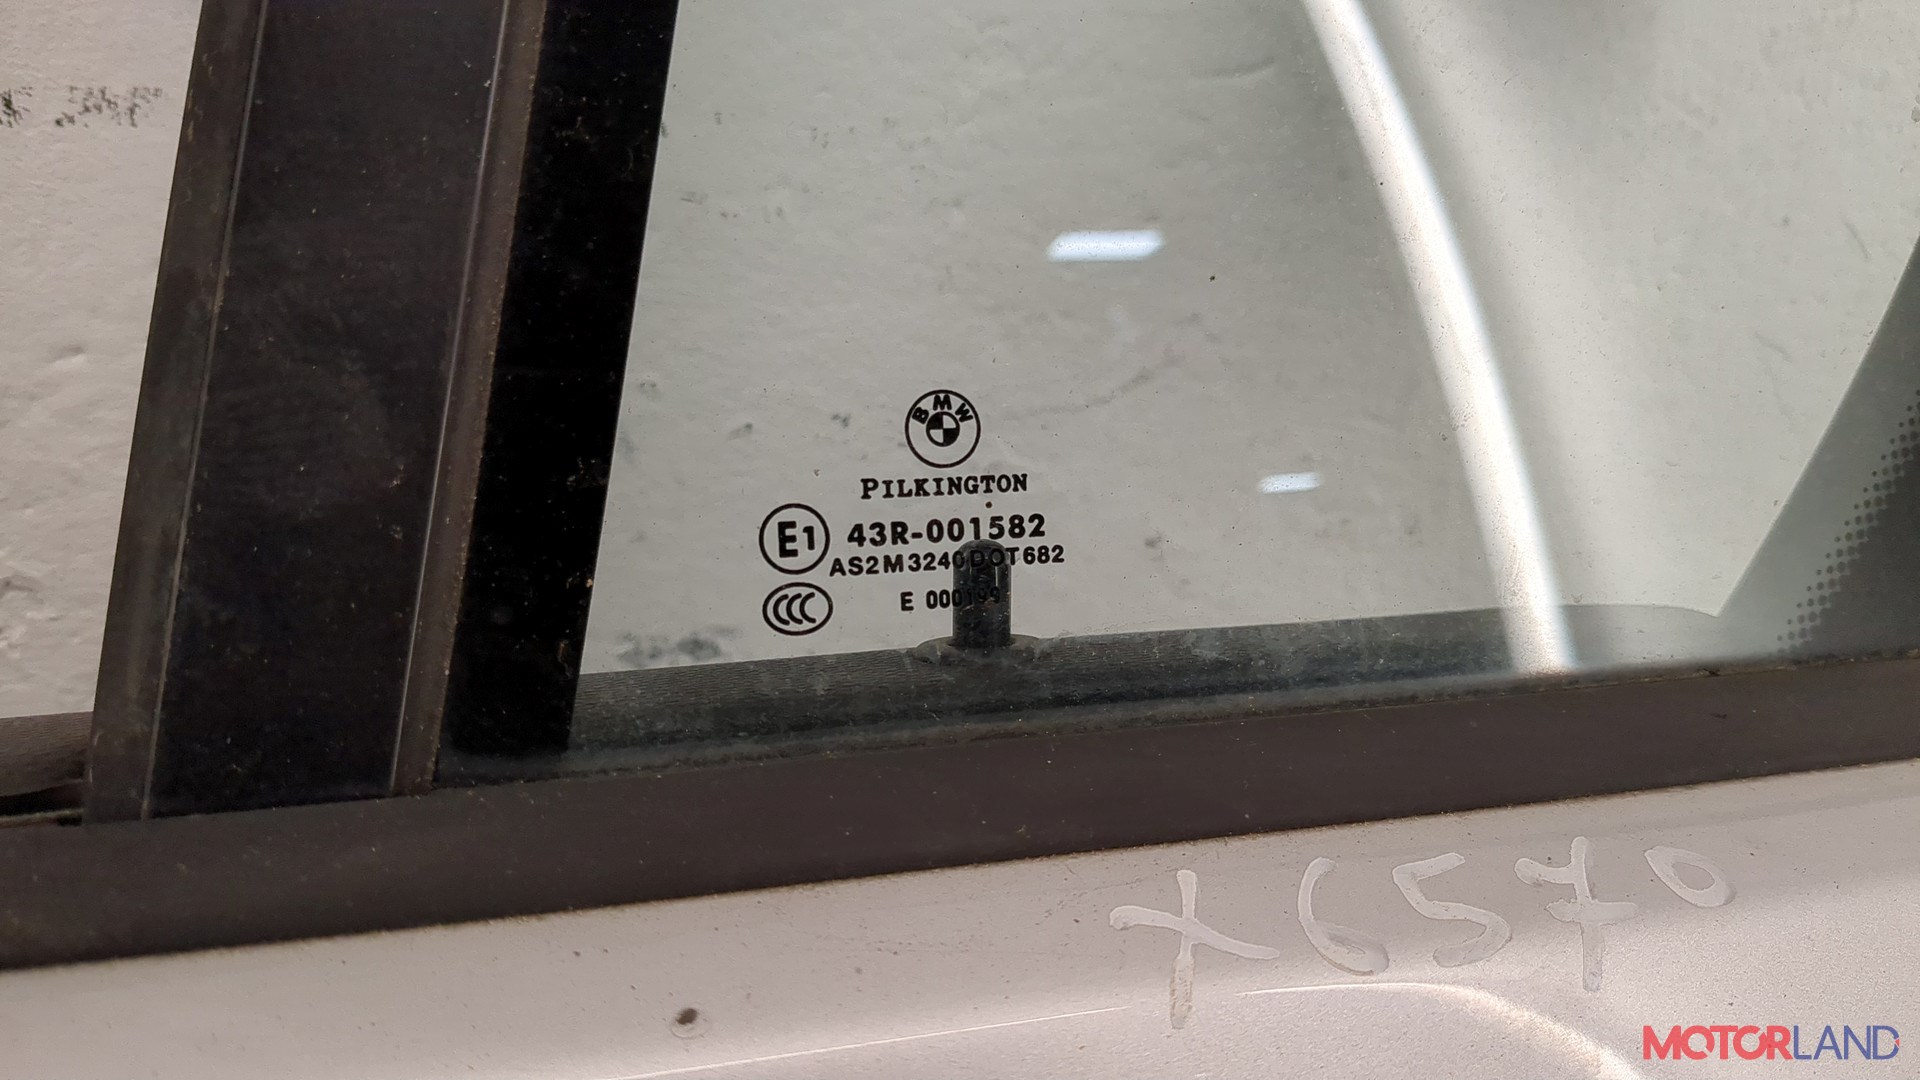 BMW
PILKINGTON
E1 43R-001582
AS2M3240DOT682
CCC E 000199
X6570
MOTORLAND